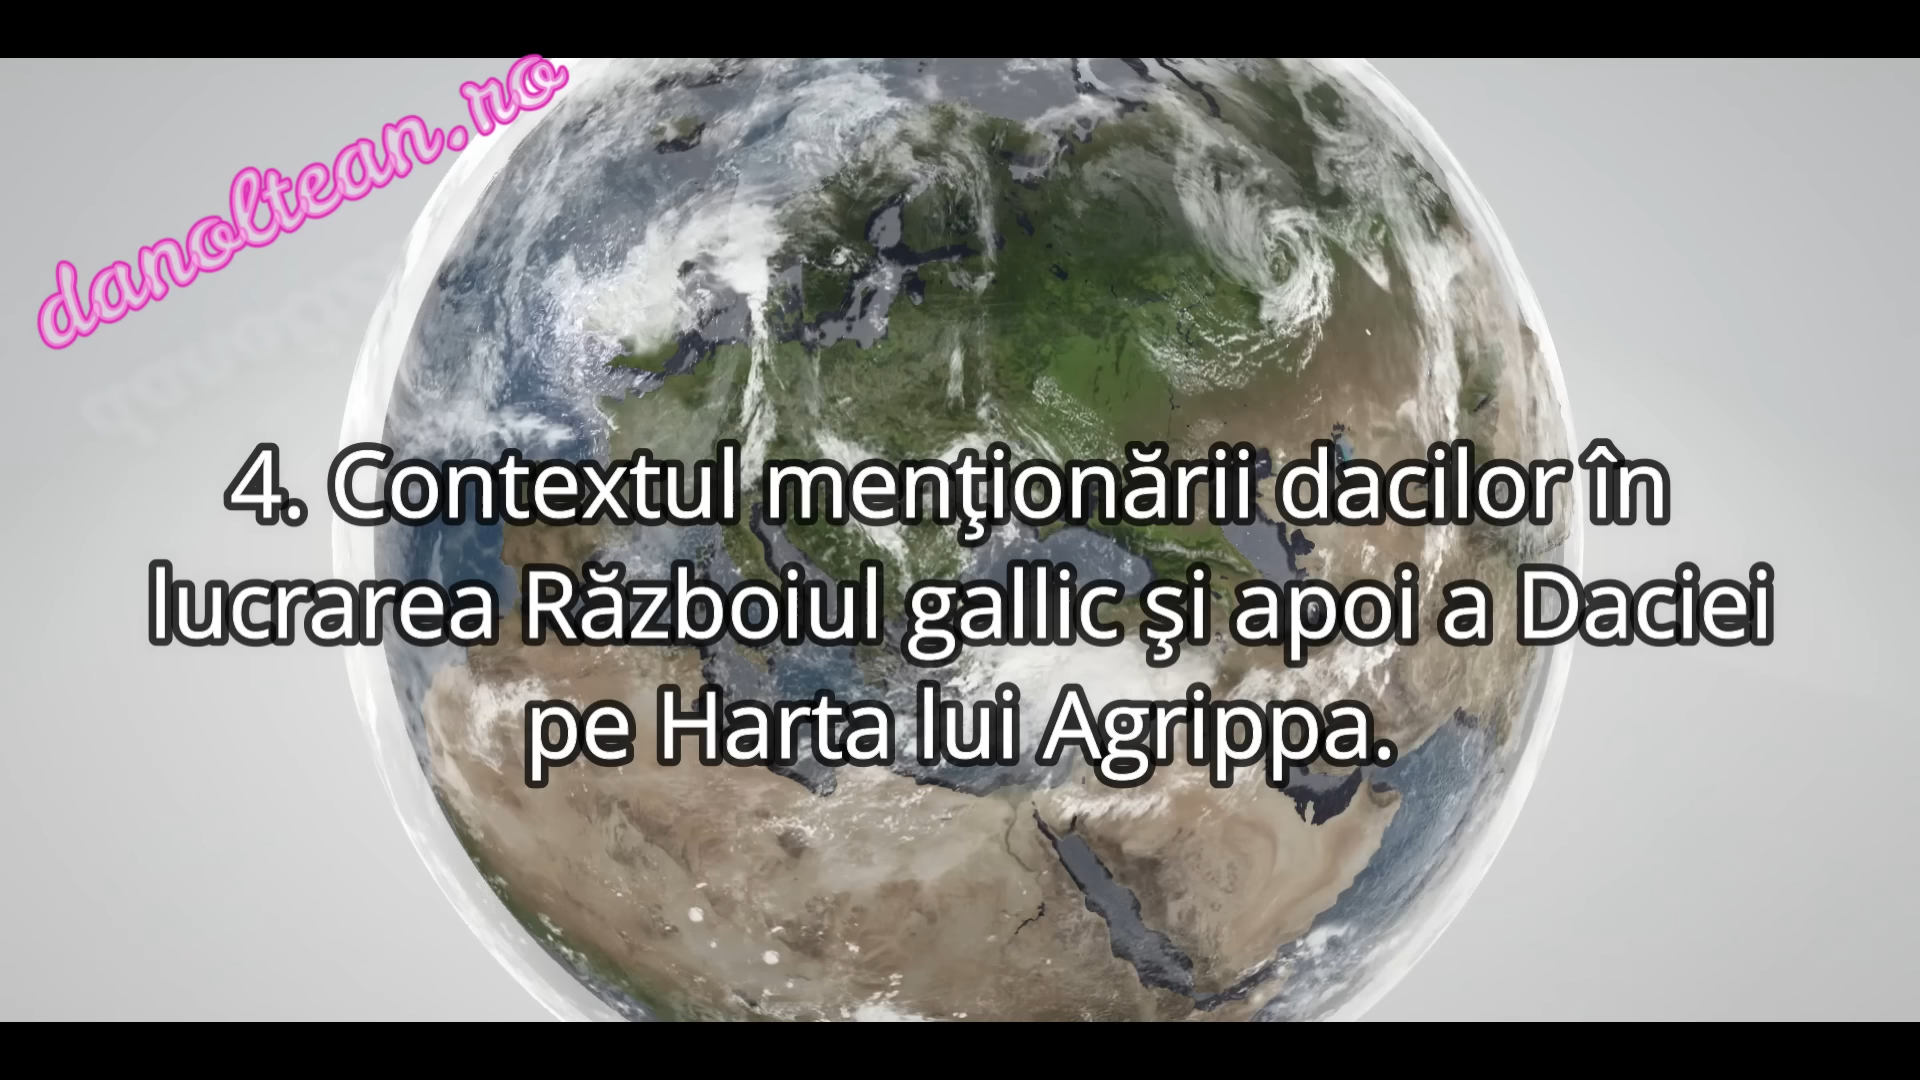 danoltean.ro
4. Contextul menţionării dacilor în
lucrarea Războiul gallic şi apoi a Daciei
pe Harta lui Agrippa.